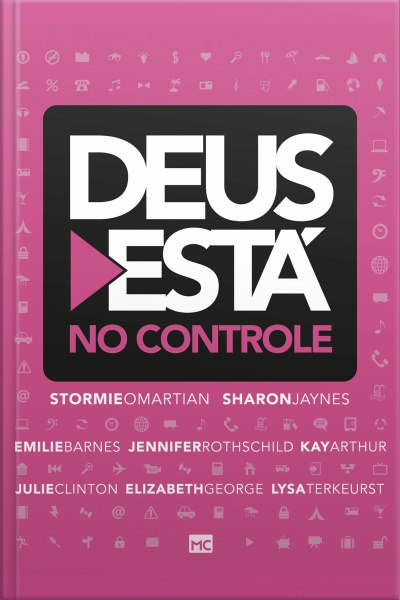 DEUS
ESTÁ
NO CONTROLE
STORMIEOMARTIAN SHARONJAYNES
EMILIEBARNES JENNIFERROTHSCHILD KAYARTHUR
JULIECLINTON ELIZABETHGEORGE LYSATERKEURST
MC